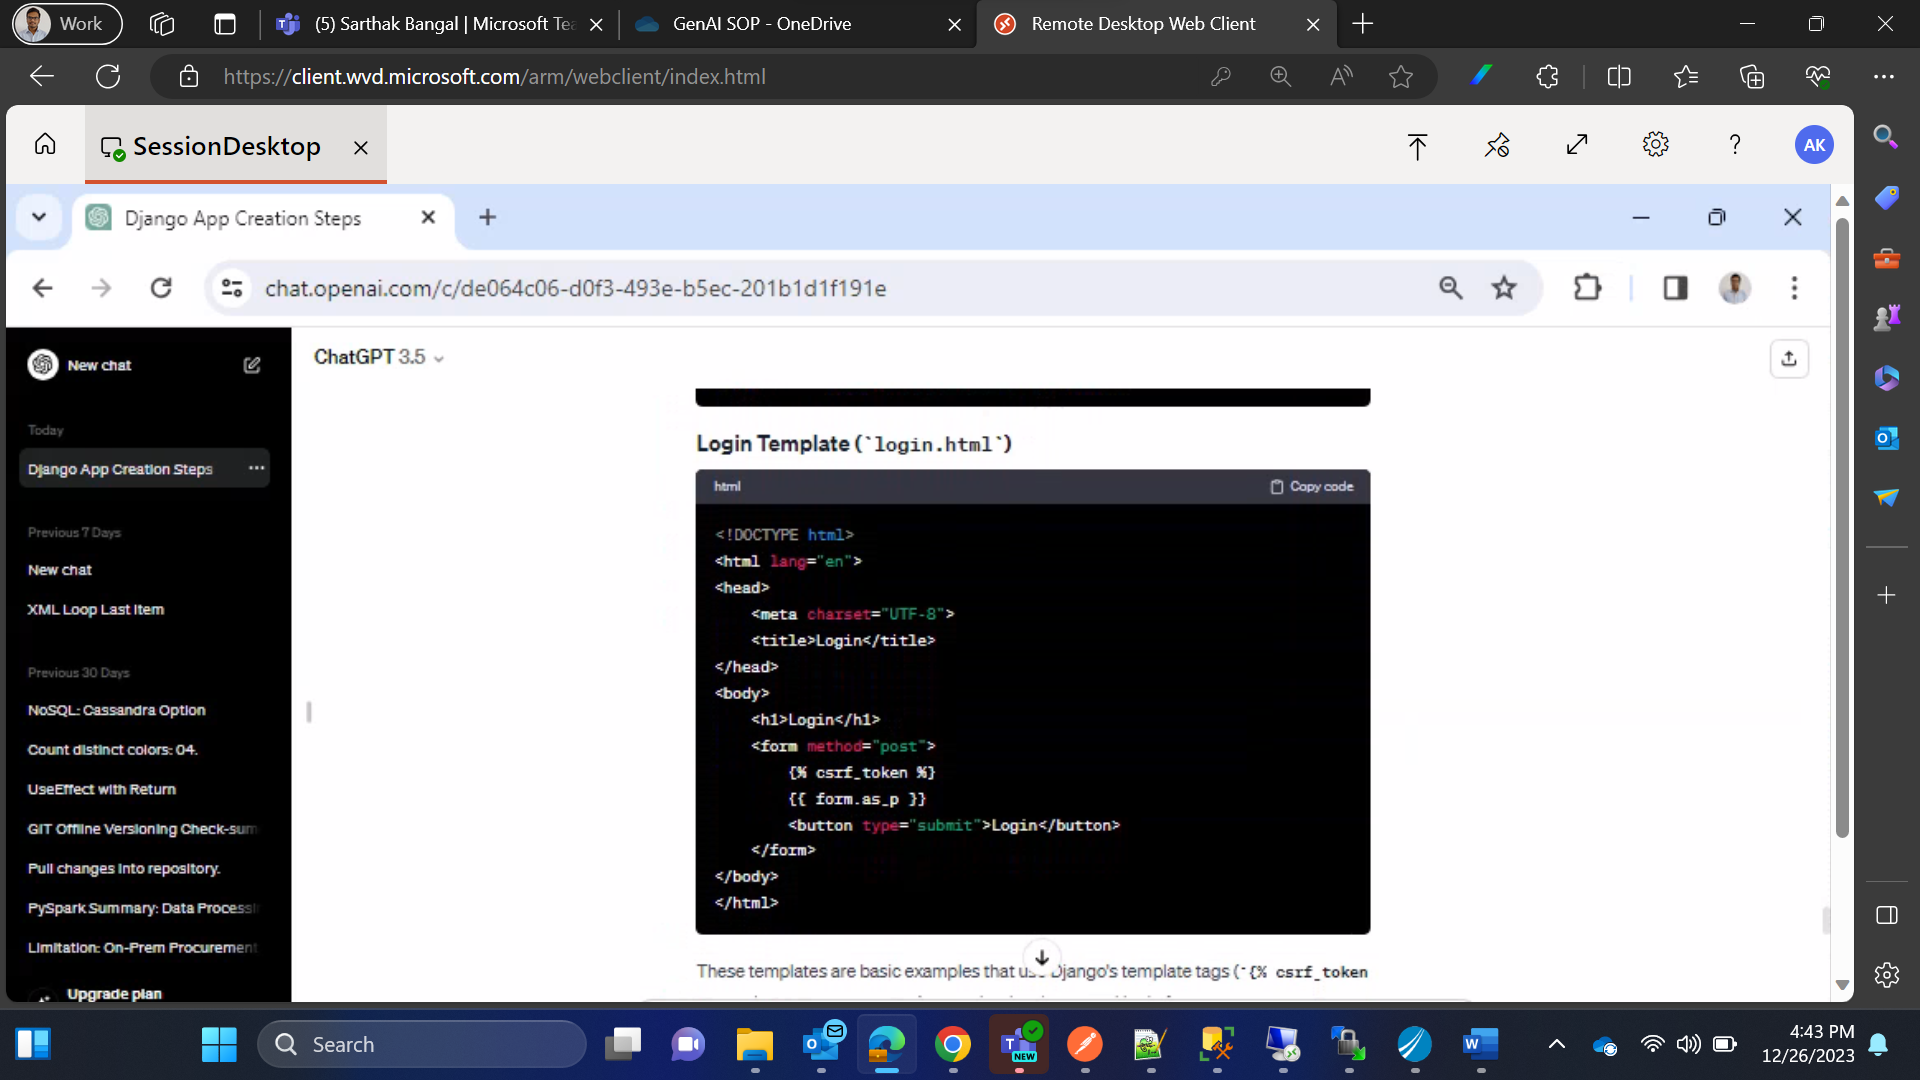 Work
(5) Sarthak Bangal | Microsoft Tea
GenAI SOP - OneDrive
Remote Desktop Web Client
https://client.wvd.microsoft.com/arm/webclient/index.html
SessionDesktop
AK
Django App Creation Steps
chat.openai.com/c/de064c06-d0f3-493e-b5ec-201b1d1f191e
New chat
ChatGPT 3.5
Today
Django App Creation Steps
Previous 7 Days
New chat
XML Loop Last Item
Previous 30 Days
NoSQL: Cassandra Option
Count distinct colors: 04.
UseEffect with Return
GIT Offline Versioning Check-sum
Pull changes into repository.
PySpark Summary: Data Processi
Limitation: On-Prem Procurement
Upgrade plan
Login Template (`login.html`)
html
Copy code
<!DOCTYPE html>
<html lang="en">
<head>
    <meta charset="UTF-8">
    <title>Login</title>
</head>
<body>
    <h1>Login</h1>
    <form method="post">
        {% csrf_token %}
        {{ form.as_p }}
        <button type="submit">Login</button>
    </form>
</body>
</html>
These templates are basic examples that Django's template tags (`{% csrf_token
Search
NEW
4:43 PM
12/26/2023